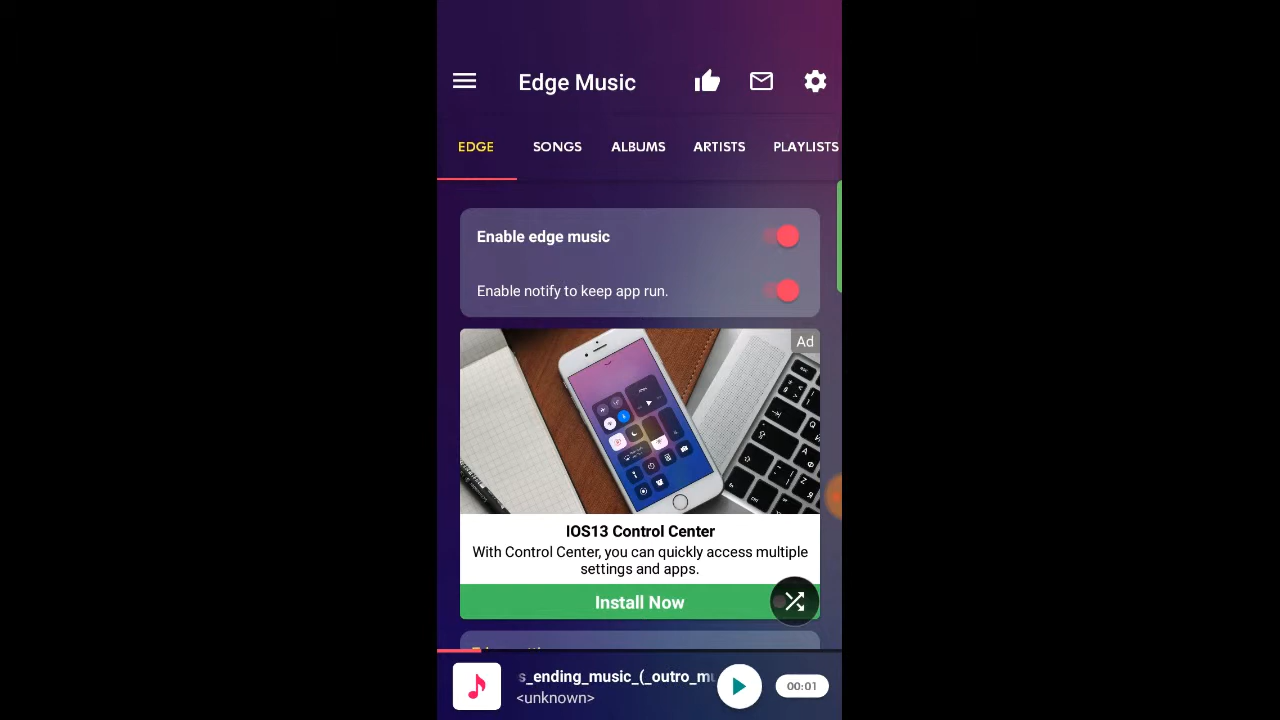 Edge Music
EDGE SONGS ALBUMS ARTISTS PLAYLISTS
Enable edge music
Enable notify to keep app run.
Ad
IOS13 Control Center
With Control Center, you can quickly access multiple
settings and apps.
Install Now
s_ending_music_(_outro_mu
<unknown>
00:01